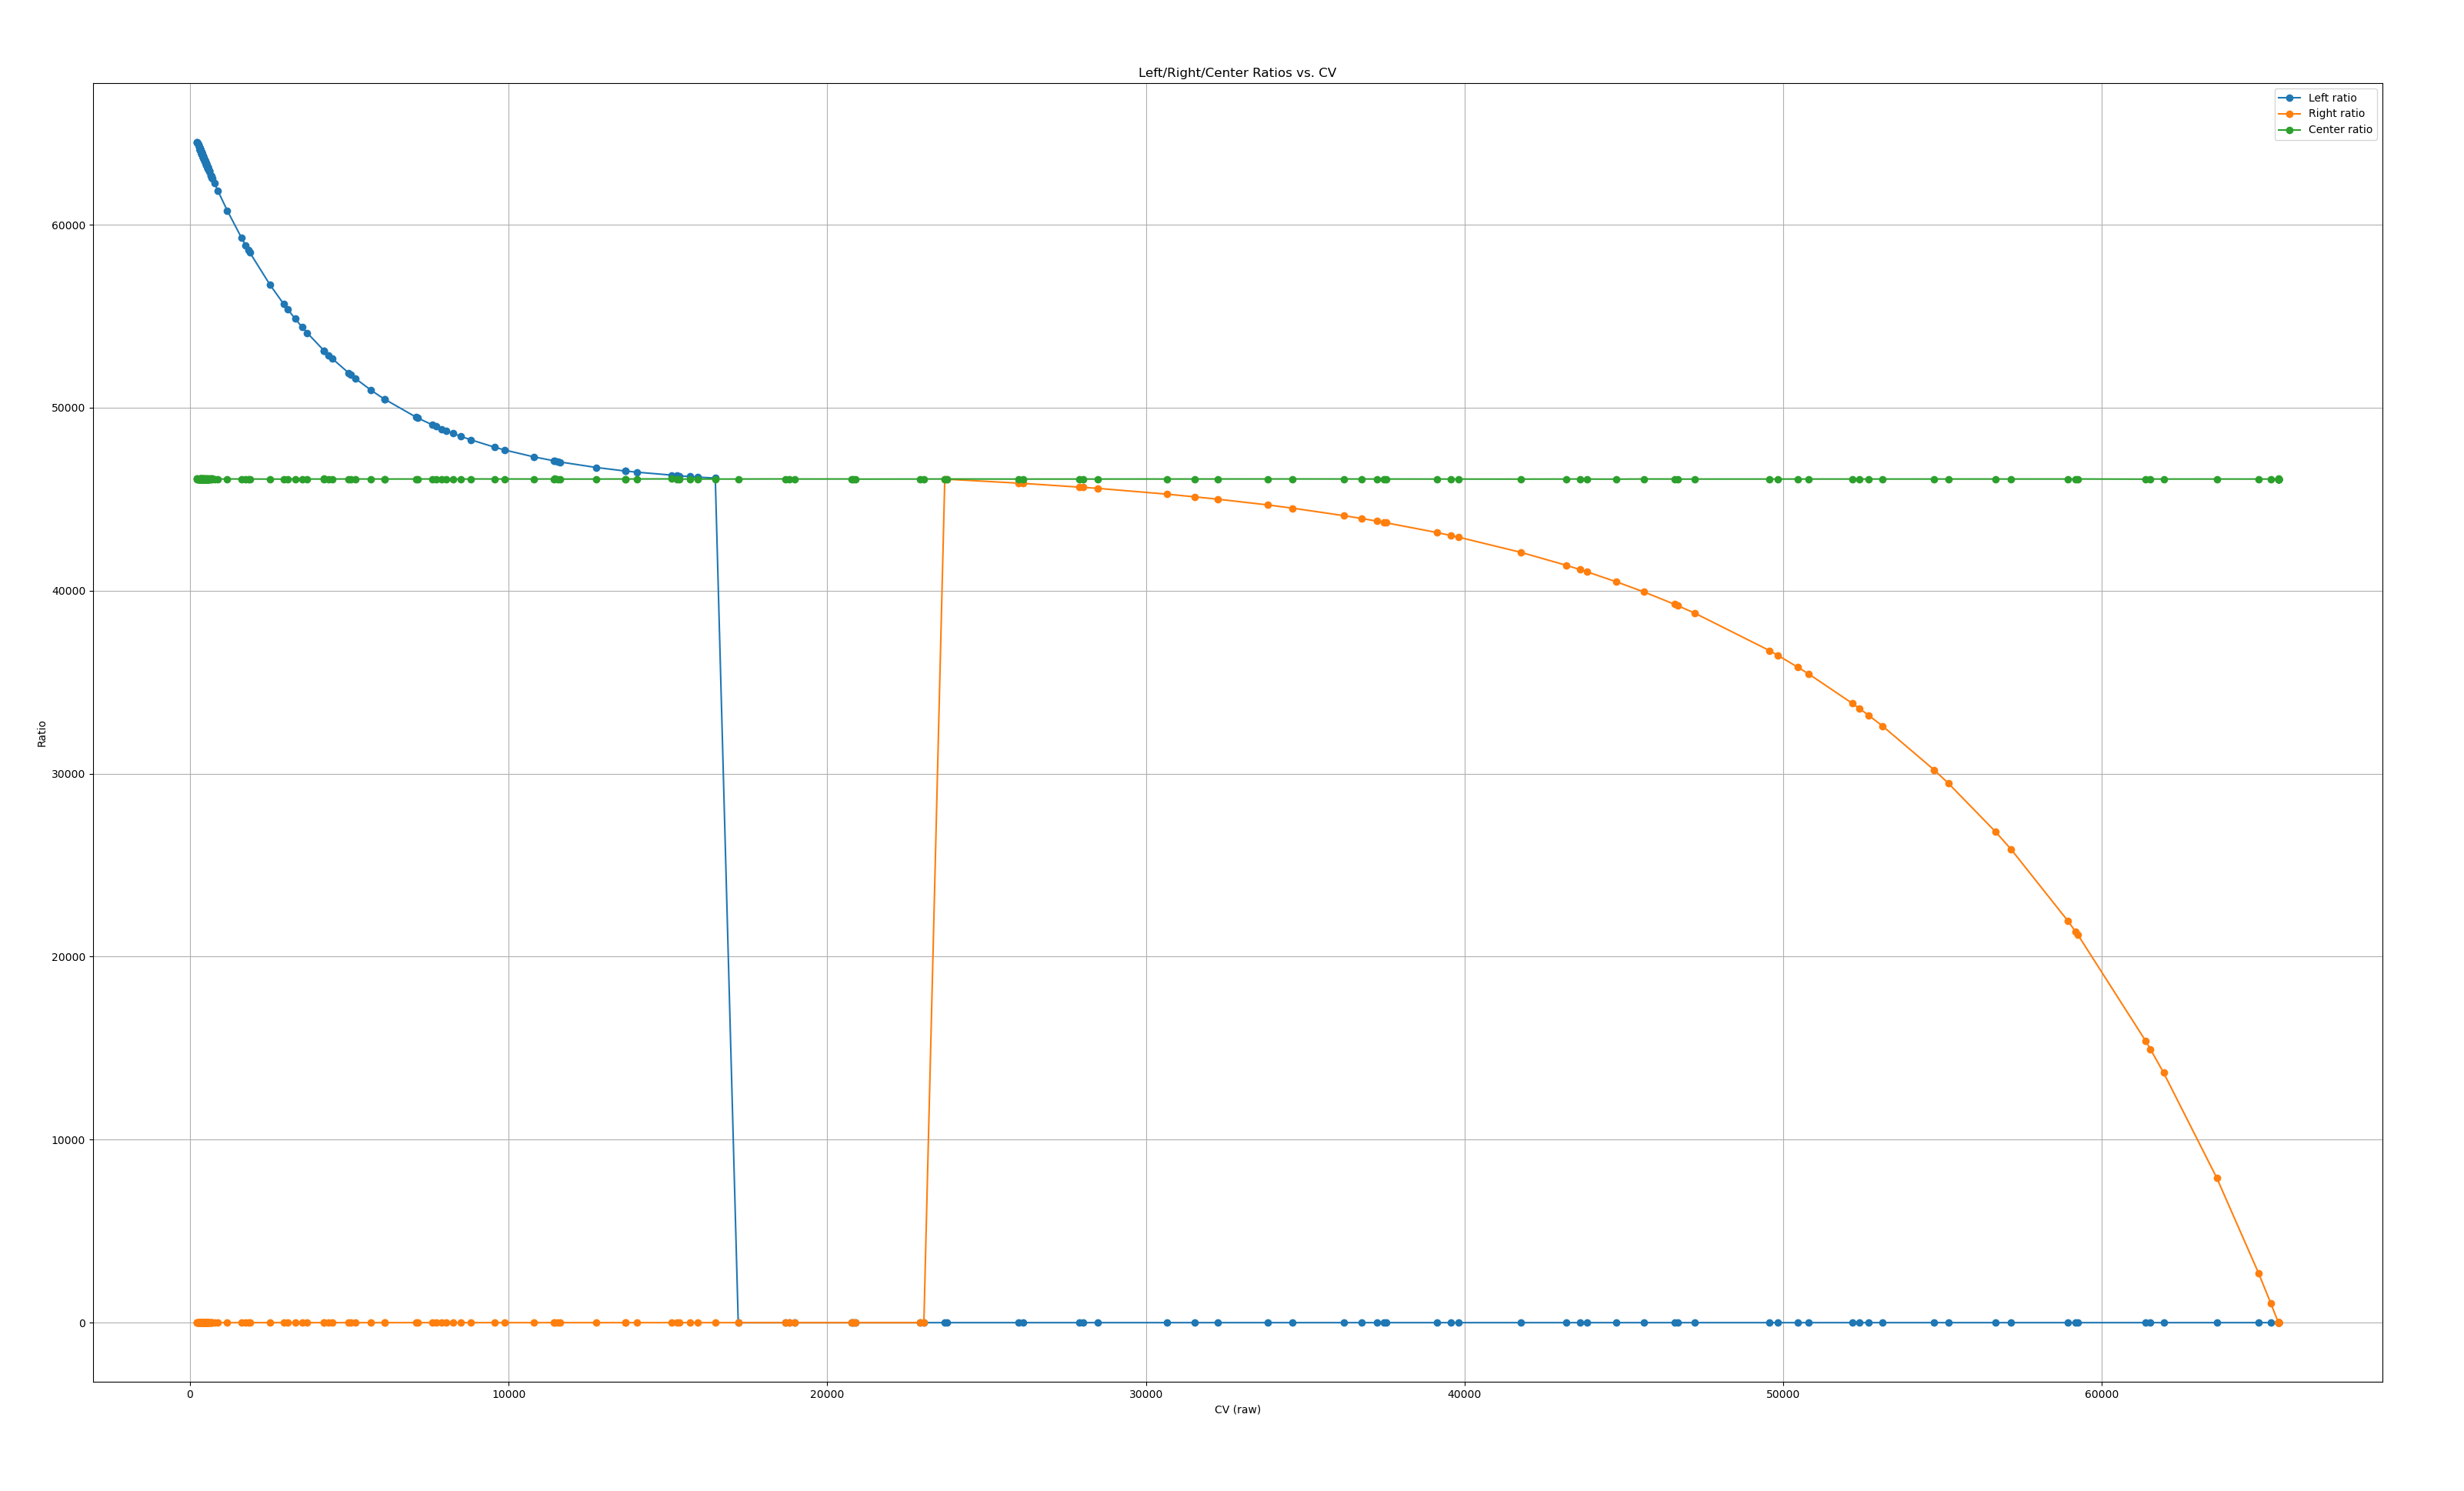 Left/Right/Center Ratios vs. CV
Left ratio
Right ratio
Center ratio
60000
50000
40000
30000
20000
10000
0
Ratio
0 10000 20000 30000 40000 50000 60000
CV (raw)